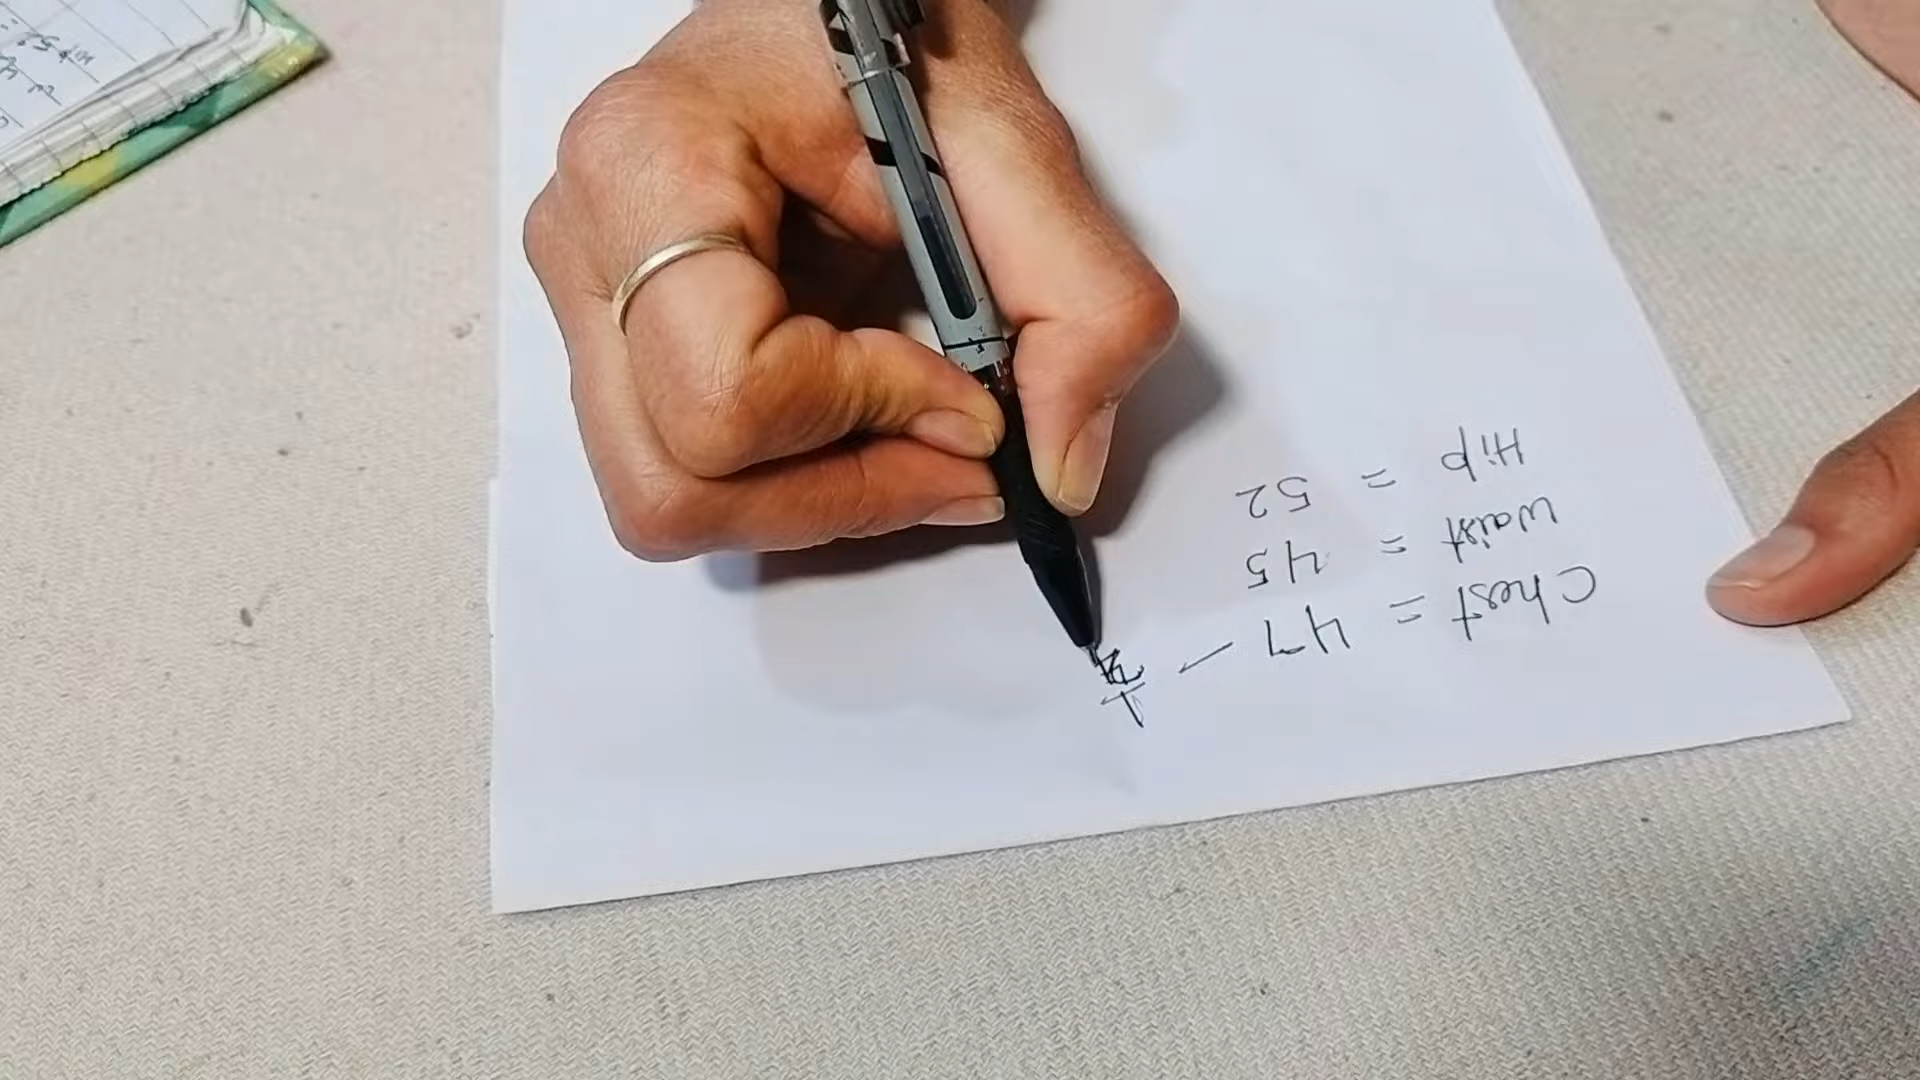 Chest = 47 -
Waist = 45
Hip = 52